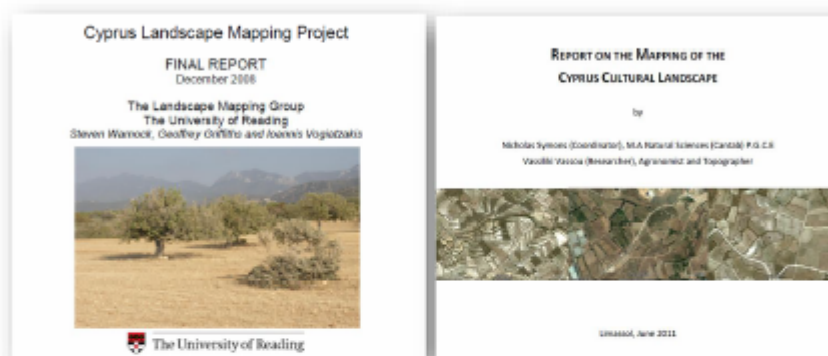 Cyprus Landscape Mapping Project
FINAL REPORT
December 2008
The Landscape Mapping Group
The University of Reading
Steven Warnock, Geoffrey Griffiths and Ioannis Vogiatzakis
The University of Reading
REPORT ON THE MAPPING OF THE
CYPRUS CULTURAL LANDSCAPE
by
Nicholas Symons (Coordinator), M.A Natural Sciences (Cantab) P.G.C.E
Vassiliki Vassou (Researcher), Agronomist and Topographer
Limassol, June 2011